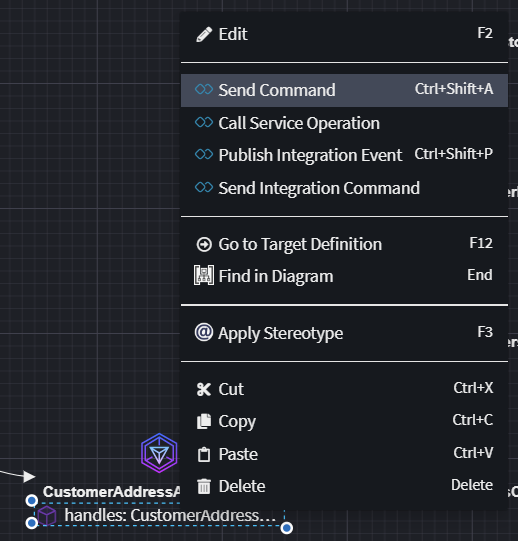 Edit F2
Send Command Ctrl+Shift+A
Call Service Operation
Publish Integration Event Ctrl+Shift+P
Send Integration Command
Go to Target Definition F12
Find in Diagram End
Apply Stereotype F3
Cut Ctrl+X
Copy Ctrl+C
Paste Ctrl+V
Delete Delete
CustomerAddressA
handles: CustomerAddress...